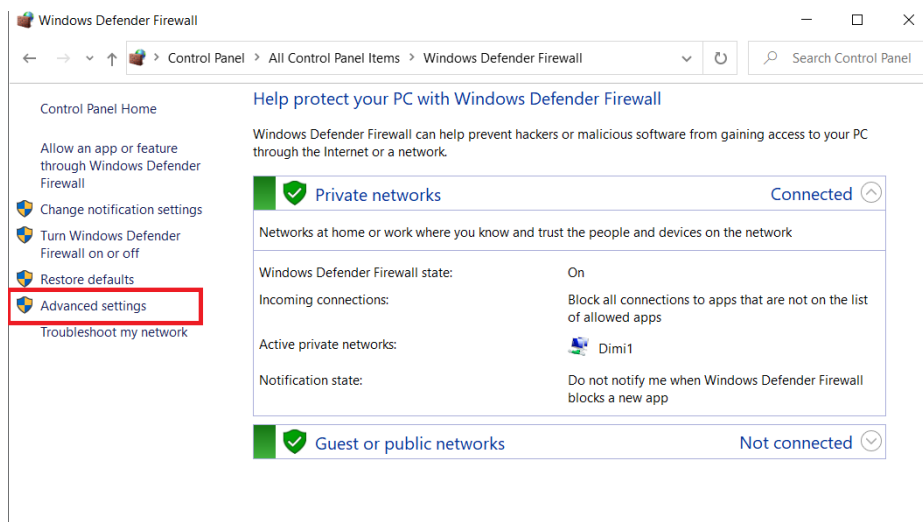 Windows Defender Firewall
Control Panel > All Control Panel Items > Windows Defender Firewall
Search Control Panel
Control Panel Home
Allow an app or feature
through Windows Defender
Firewall
Change notification settings
Turn Windows Defender
Firewall on or off
Restore defaults
Advanced settings
Troubleshoot my network
Help protect your PC with Windows Defender Firewall
Windows Defender Firewall can help prevent hackers or malicious software from gaining access to your PC
through the Internet or a network.
Private networks
Connected
Networks at home or work where you know and trust the people and devices on the network
Windows Defender Firewall state:
On
Incoming connections:
Block all connections to apps that are not on the list
of allowed apps
Active private networks:
Dimi1
Notification state:
Do not notify me when Windows Defender Firewall
blocks a new app
Guest or public networks
Not connected